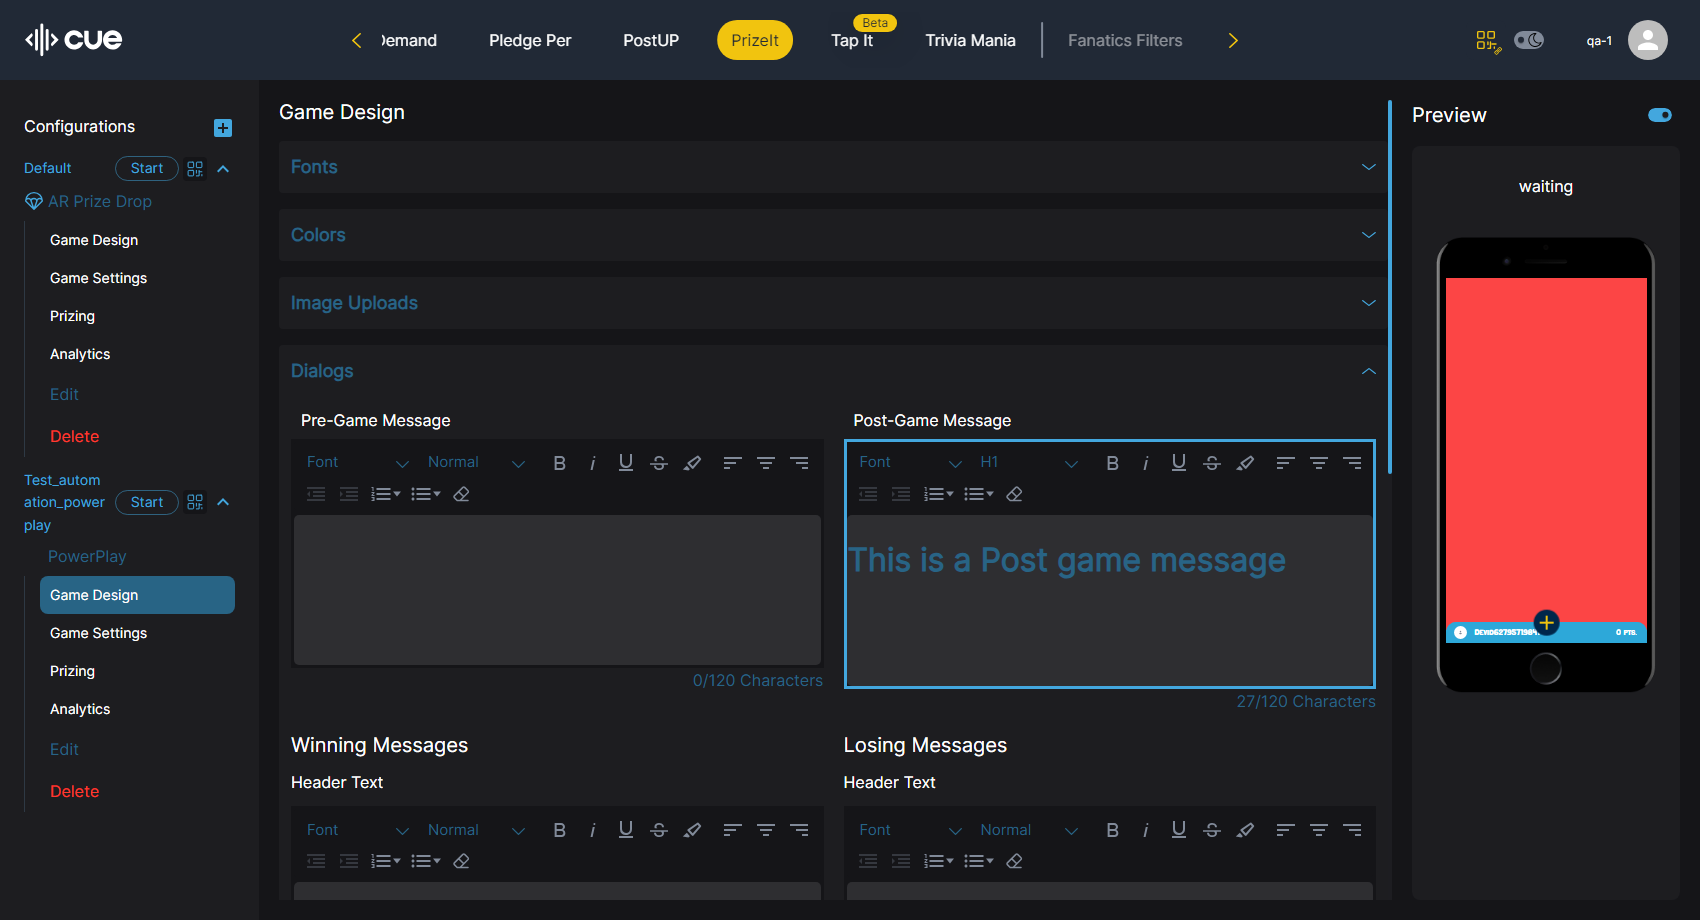 cue
Demand
Pledge Per
PostUP
PrizeIt
Beta
Tap It
Trivia Mania
Fanatics Filters
qa-1
Configurations
Default
Start
AR Prize Drop
Game Design
Game Settings
Prizing
Analytics
Edit
Delete
Test_autom
ation_power
play
Start
PowerPlay
Game Design
Game Settings
Prizing
Analytics
Edit
Delete
Game Design
Fonts
Colors
Image Uploads
Dialogs
Pre-Game Message
Font Normal
0/120 Characters
Post-Game Message
Font H1
This is a Post game message
27/120 Characters
Winning Messages
Header Text
Font Normal
Losing Messages
Header Text
Font Normal
Preview
waiting
0 PTS.